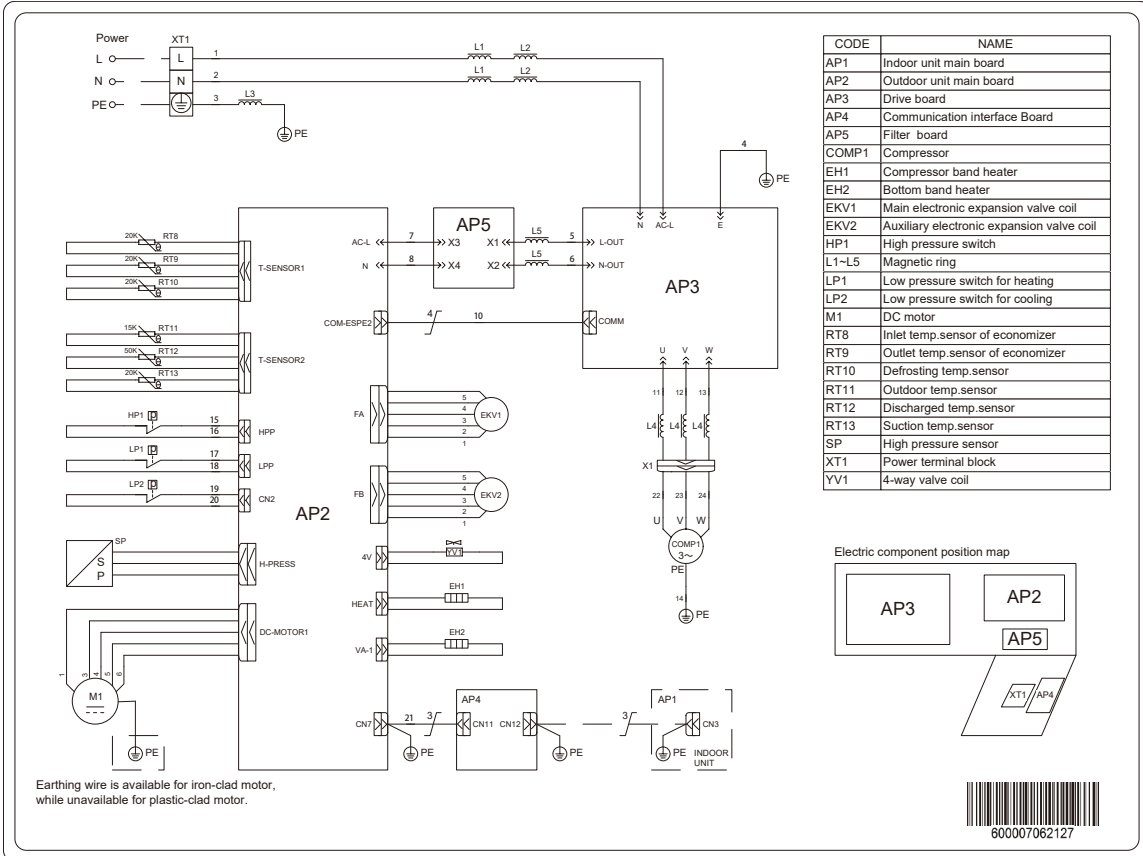 Power
XT1
L
L
1
L1
L2
N
N
2
L1
L2
PE
3
L3
PE
4
PE
N
AC-L
E
AP5
AC-L
7
X3
X1
L5
5
L-OUT
N
8
X4
X2
L5
6
N-OUT
AP3
COM-ESPE2
4
10
COMM
20K
RT8
20K
RT9
20K
RT10
T-SENSOR1
15K
RT11
50K
RT12
20K
RT13
T-SENSOR2
HP1
P
15
16
HPP
LP1
P
17
18
LPP
LP2
P
19
20
CN2
AP2
SP
S
P
H-PRESS
DC-MOTOR1
1
3
4
5
6
M1
PE
FA
5
4
3
2
1
EKV1
FB
5
4
3
2
1
EKV2
4V
YV1
HEAT
EH1
VA-1
EH2
U
V
W
11
12
13
L4
L4
L4
X1
22
23
24
U
V
W
COMP1
3~
PE
14
PE
CN7
21
3
PE
AP4
CN11
CN12
PE
3
AP1
CN3
PE
INDOOR
UNIT
Earthing wire is available for iron-clad motor,
while unavailable for plastic-clad motor.
CODE NAME
AP1 Indoor unit main board
AP2 Outdoor unit main board
AP3 Drive board
AP4 Communication interface Board
AP5 Filter board
COMP1 Compressor
EH1 Compressor band heater
EH2 Bottom band heater
EKV1 Main electronic expansion valve coil
EKV2 Auxiliary electronic expansion valve coil
HP1 High pressure switch
L1~L5 Magnetic ring
LP1 Low pressure switch for heating
LP2 Low pressure switch for cooling
M1 DC motor
RT8 Inlet temp.sensor of economizer
RT9 Outlet temp.sensor of economizer
RT10 Defrosting temp.sensor
RT11 Outdoor temp.sensor
RT12 Discharged temp.sensor
RT13 Suction temp.sensor
SP High pressure sensor
XT1 Power terminal block
YV1 4-way valve coil
Electric component position map
AP3
AP2
AP5
XT1
AP4
600007062127